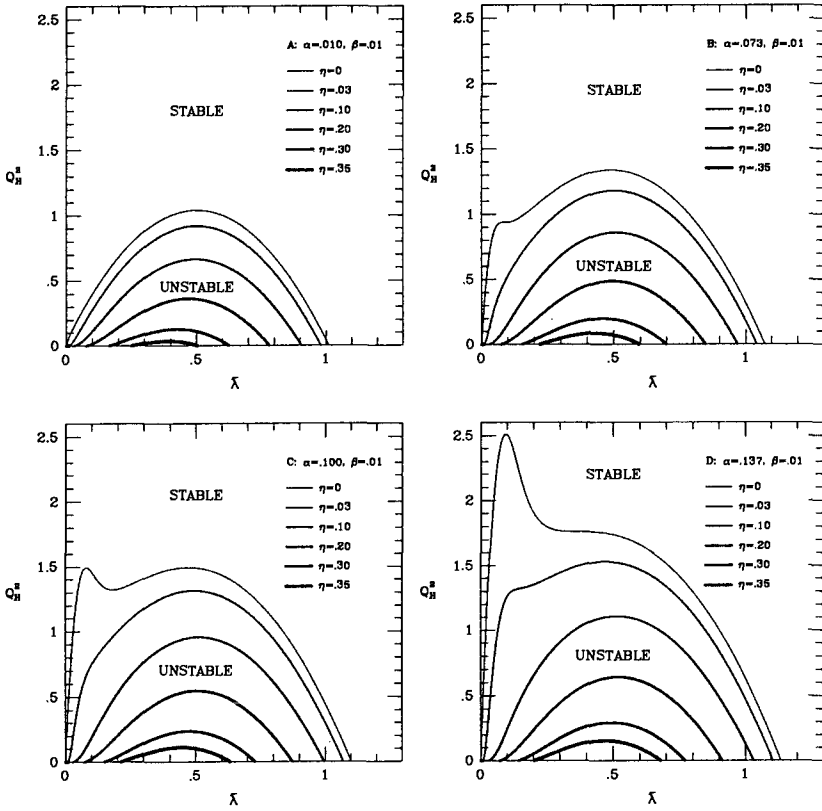 A: α=.010, β=.01
η=0
η=.03
η=.10
η=.20
η=.30
η=.35
STABLE
UNSTABLE
2.5
2
1.5
1
.5
0
Q_H^2
0
.5
1
λ̄
B: α=.073, β=.01
η=0
η=.03
η=.10
η=.20
η=.30
η=.35
STABLE
UNSTABLE
2.5
2
1.5
1
.5
0
Q_H^2
0
.5
1
λ̄
C: α=.100, β=.01
η=0
η=.03
η=.10
η=.20
η=.30
η=.35
STABLE
UNSTABLE
2.5
2
1.5
1
.5
0
Q_H^2
0
.5
1
λ̄
D: α=.137, β=.01
η=0
η=.03
η=.10
η=.20
η=.30
η=.35
STABLE
UNSTABLE
2.5
2
1.5
1
.5
0
Q_H^2
0
.5
1
λ̄